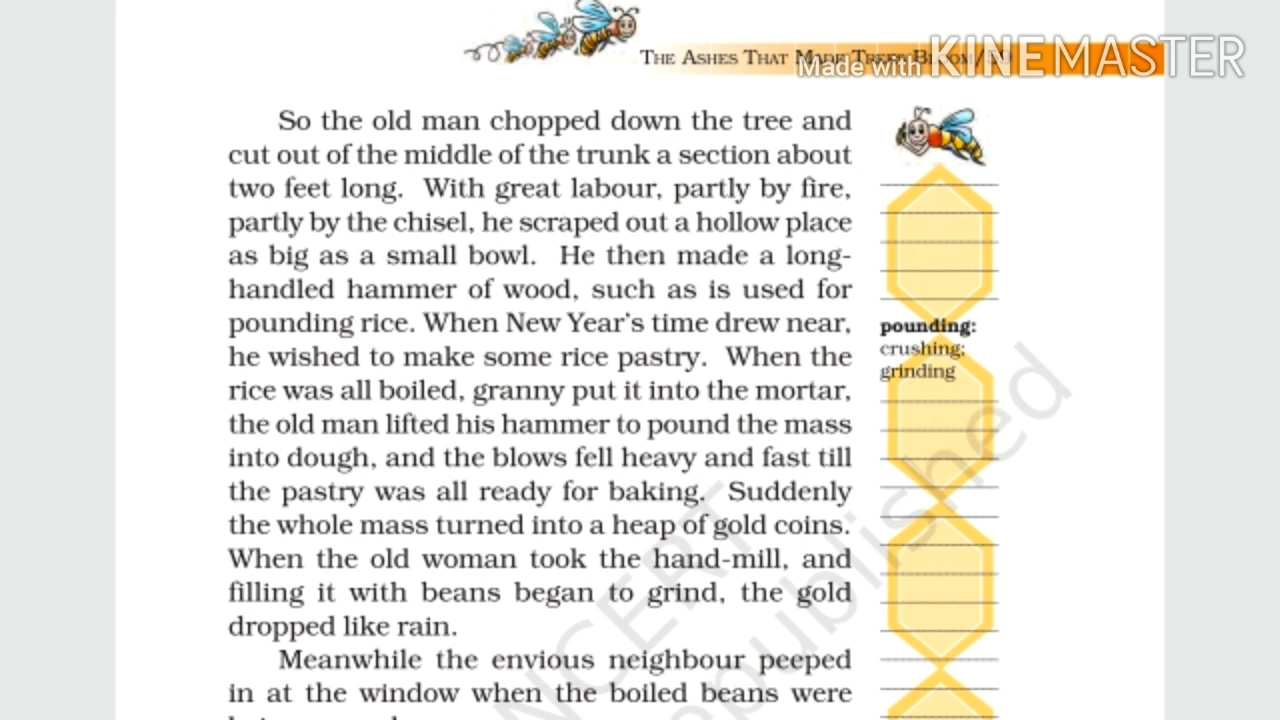 THE ASHES THAT MADE TREES BLOOM/
Made with KINEMASTER
So the old man chopped down the tree and
cut out of the middle of the trunk a section about
two feet long. With great labour, partly by fire,
partly by the chisel, he scraped out a hollow place
as big as a small bowl. He then made a long-
handled hammer of wood, such as is used for
pounding rice. When New Year's time drew near,
he wished to make some rice pastry. When the
rice was all boiled, granny put it into the mortar,
the old man lifted his hammer to pound the mass
into dough, and the blows fell heavy and fast till
the pastry was all ready for baking. Suddenly
the whole mass turned into a heap of gold coins.
When the old woman took the hand-mill, and
filling it with beans began to grind, the gold
dropped like rain.
Meanwhile the envious neighbour peeped
in at the window when the boiled beans were
pounding:
crushing;
grinding
NCERT
republished